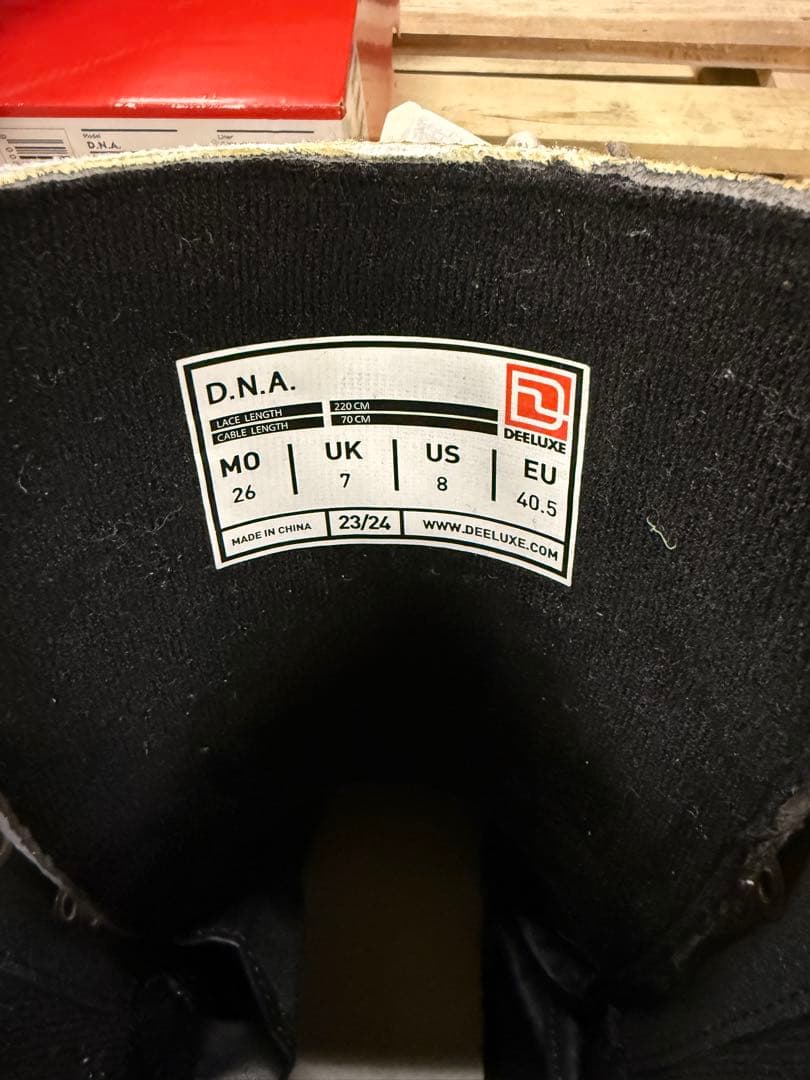 Model
D.N.A.
Liner
D.N.A.
LACE LENGTH 220 CM
CABLE LENGTH 70 CM
DEELUXE
MO UK US EU
26 7 8 40.5
MADE IN CHINA 23/24 WWW.DEELUXE.COM